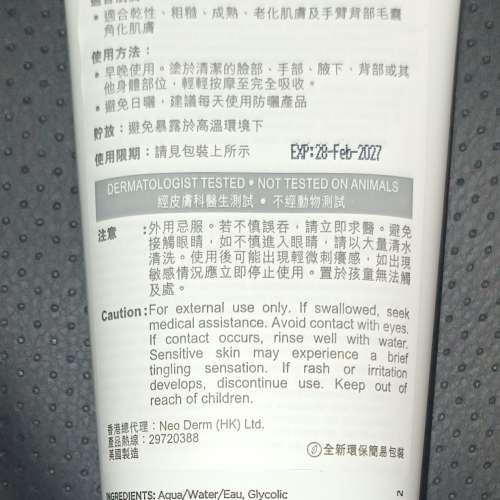 • 適合乾性、粗糙、成熟、老化肌膚及手臂背部毛囊
角化肌膚
使用方法：
• 早晚使用。塗於清潔的臉部、手部、腋下、背部或其
他身體部位，輕輕按摩至完全吸收。
• 避免日曬，建議每天使用防曬產品
貯放：避免暴露於高溫環境下
使用限期：請見包裝上所示 EXP:28-Feb-2027
DERMATOLOGIST TESTED • NOT TESTED ON ANIMALS
經皮膚科醫生測試 • 不經動物測試
注意 ：外用忌服。若不慎誤吞，請立即求醫。避免
接觸眼睛，如不慎進入眼睛，請以大量清水
清洗。使用後可能出現輕微刺癢感，如出現
敏感情況應立即停止使用。置於孩童無法觸
及處。
Caution : For external use only. If swallowed, seek
medical assistance. Avoid contact with eyes.
If contact occurs, rinse well with water.
Sensitive skin may experience a brief
tingling sensation. If rash or irritation
develops, discontinue use. Keep out of
reach of children.
香港總代理：Neo Derm (HK) Ltd.
產品熱線：29720388
美國製造
全新環保簡易包裝
INGREDIENTS: Aqua/Water/Eau, Glycolic